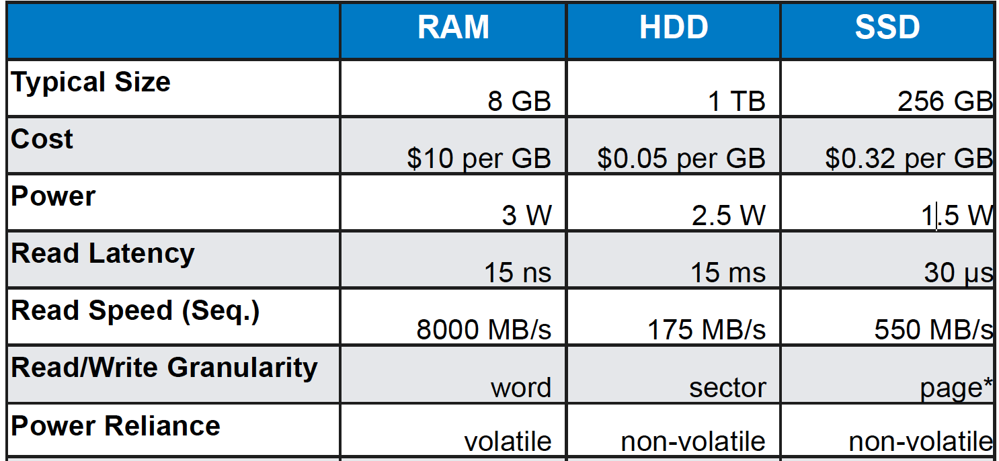 RAM HDD SSD
Typical Size 8 GB 1 TB 256 GB
Cost $10 per GB $0.05 per GB $0.32 per GB
Power 3 W 2.5 W 1.5 W
Read Latency 15 ns 15 ms 30 µs
Read Speed (Seq.) 8000 MB/s 175 MB/s 550 MB/s
Read/Write Granularity word sector page*
Power Reliance volatile non-volatile non-volatile